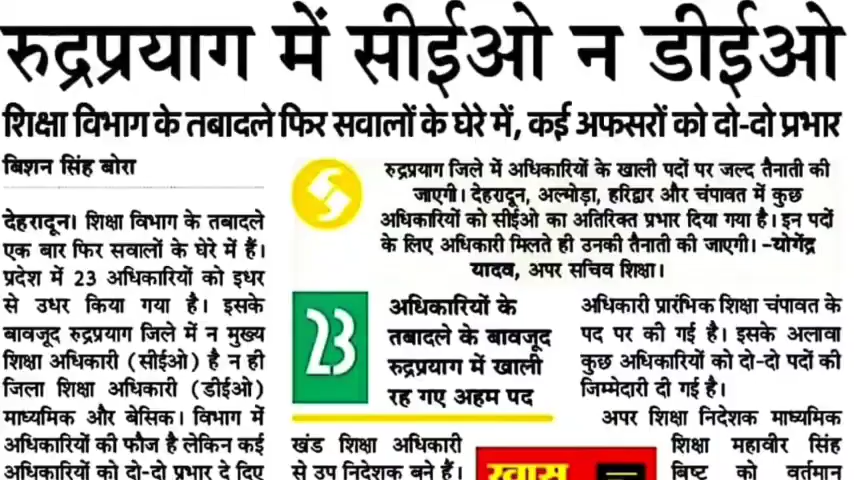 रुद्रप्रयाग में सीईओ न डीईओ
शिक्षा विभाग के तबादले फिर सवालों के घेरे में, कई अफसरों को दो-दो प्रभार
बिशन सिंह बोरा
देहरादून। शिक्षा विभाग के तबादले
एक बार फिर सवालों के घेरे में हैं।
प्रदेश में 23 अधिकारियों को इधर
से उधर किया गया है। इसके
बावजूद रुद्रप्रयाग जिले में न मुख्य
शिक्षा अधिकारी (सीईओ) है न ही
जिला शिक्षा अधिकारी (डीईओ)
माध्यमिक और बेसिक। विभाग में
अधिकारियों की फौज है लेकिन कई
अधिकारियों को दो-दो प्रभार दे दिए
रुद्रप्रयाग जिले में अधिकारियों के खाली पदों पर जल्द तैनाती की
जाएगी। देहरादून, अल्मोड़ा, हरिद्वार और चंपावत में कुछ
अधिकारियों को सीईओ का अतिरिक्त प्रभार दिया गया है। इन पदों
के लिए अधिकारी मिलते ही उनकी तैनाती की जाएगी। -योगेंद्र
यादव, अपर सचिव शिक्षा।
23
अधिकारियों के
तबादले के बावजूद
रुद्रप्रयाग में खाली
रह गए अहम पद
खंड शिक्षा अधिकारी
से उप निदेशक बने हैं।
खास
अधिकारी प्रारंभिक शिक्षा चंपावत के
पद पर की गई है। इसके अलावा
कुछ अधिकारियों को दो-दो पदों की
जिम्मेदारी दी गई है।
अपर शिक्षा निदेशक माध्यमिक
शिक्षा महावीर सिंह
बिष्ट को वर्तमान